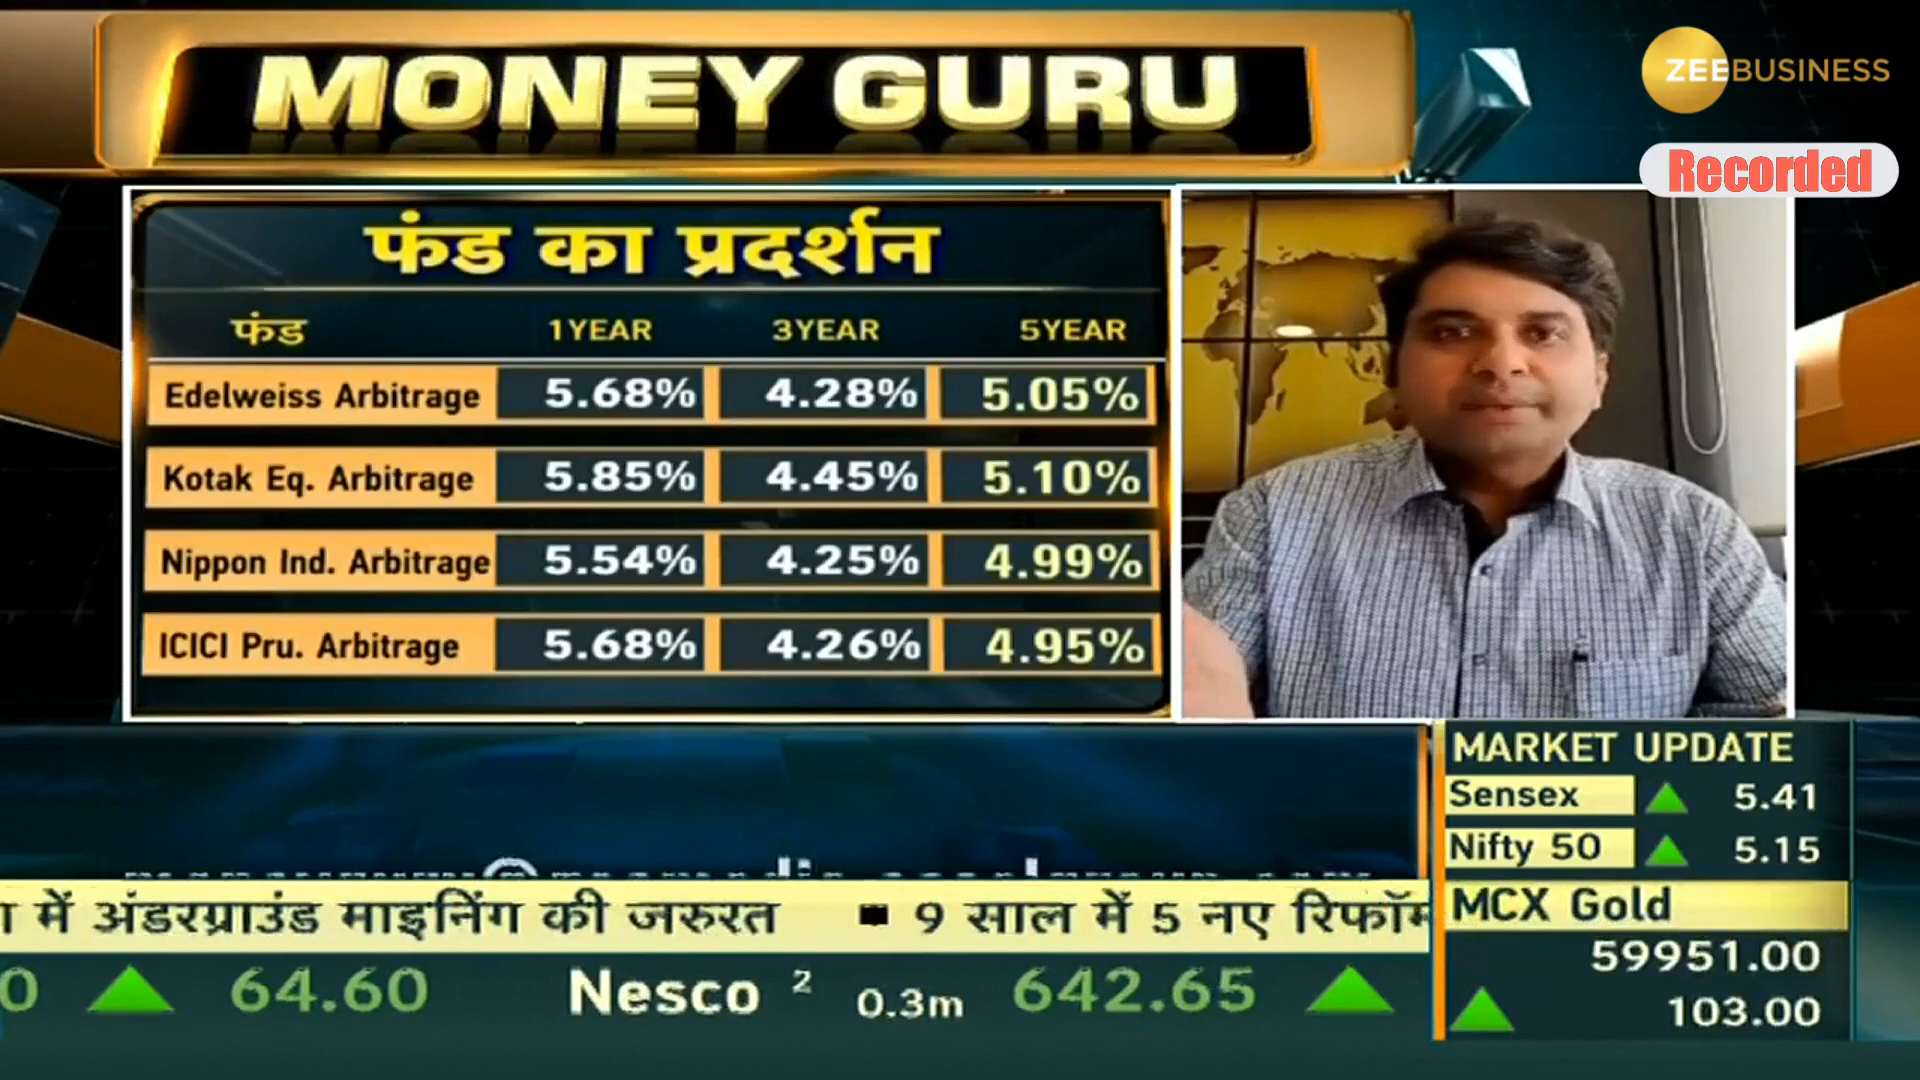 MONEY GURU
ZEEBUSINESS
Recorded
फंड का प्रदर्शन
फंड 1YEAR 3YEAR 5YEAR
Edelweiss Arbitrage 5.68% 4.28% 5.05%
Kotak Eq. Arbitrage 5.85% 4.45% 5.10%
Nippon Ind. Arbitrage 5.54% 4.25% 4.99%
ICICI Pru. Arbitrage 5.68% 4.26% 4.95%
MARKET UPDATE
Sensex 5.41
Nifty 50 5.15
MCX Gold
59951.00
103.00
में अंडरग्राउंड माइनिंग की जरुरत ■ 9 साल में 5 नए रिफॉर्म
0 64.60 Nesco 2 0.3m 642.65